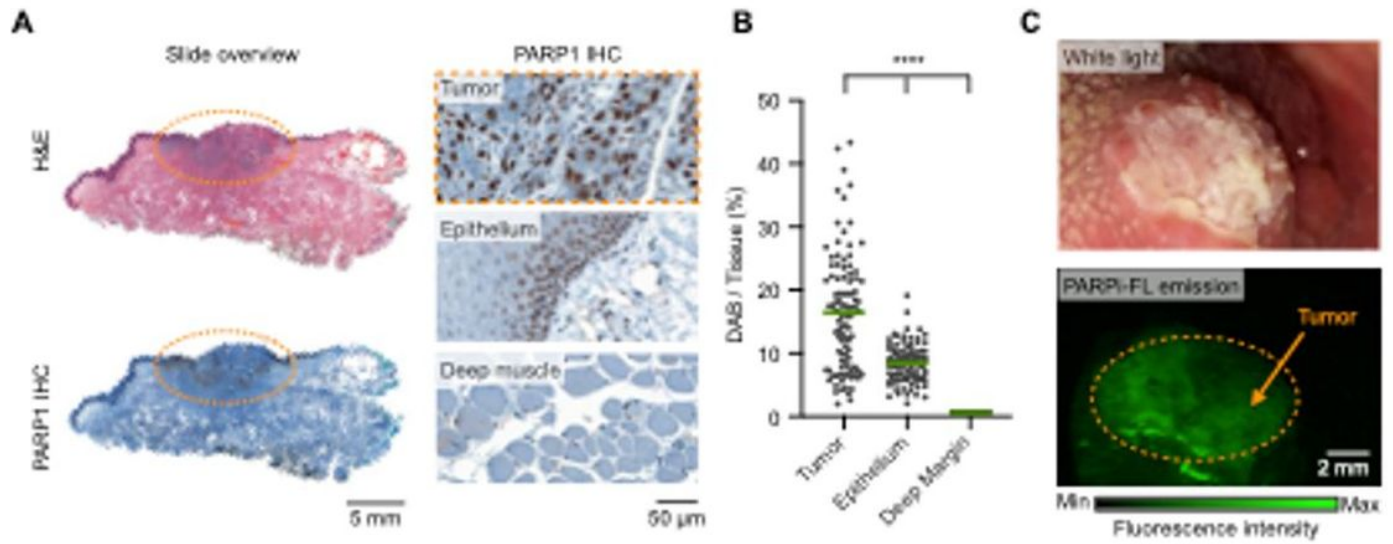 A
Slide overview
PARP1 IHC
H&E
PARP1 IHC
Tumor
Epithelium
Deep muscle
5 mm
50 µm
B
****
DAB / Tissue (%)
50
40
30
20
10
0
Tumor
Epithelium
Deep Margin
C
White light
PARPi-FL emission
Tumor
2 mm
Min
Max
Fluorescence intensity